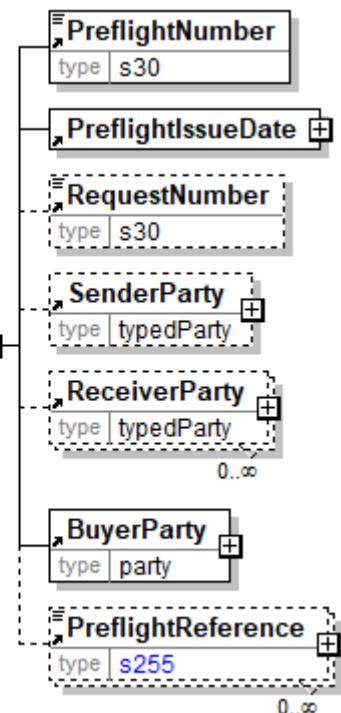 PreflightNumber
type s30
PreflightIssueDate
RequestNumber
type s30
SenderParty
type typedParty
ReceiverParty
type typedParty
0..∞
BuyerParty
type party
PreflightReference
type s255
0..∞